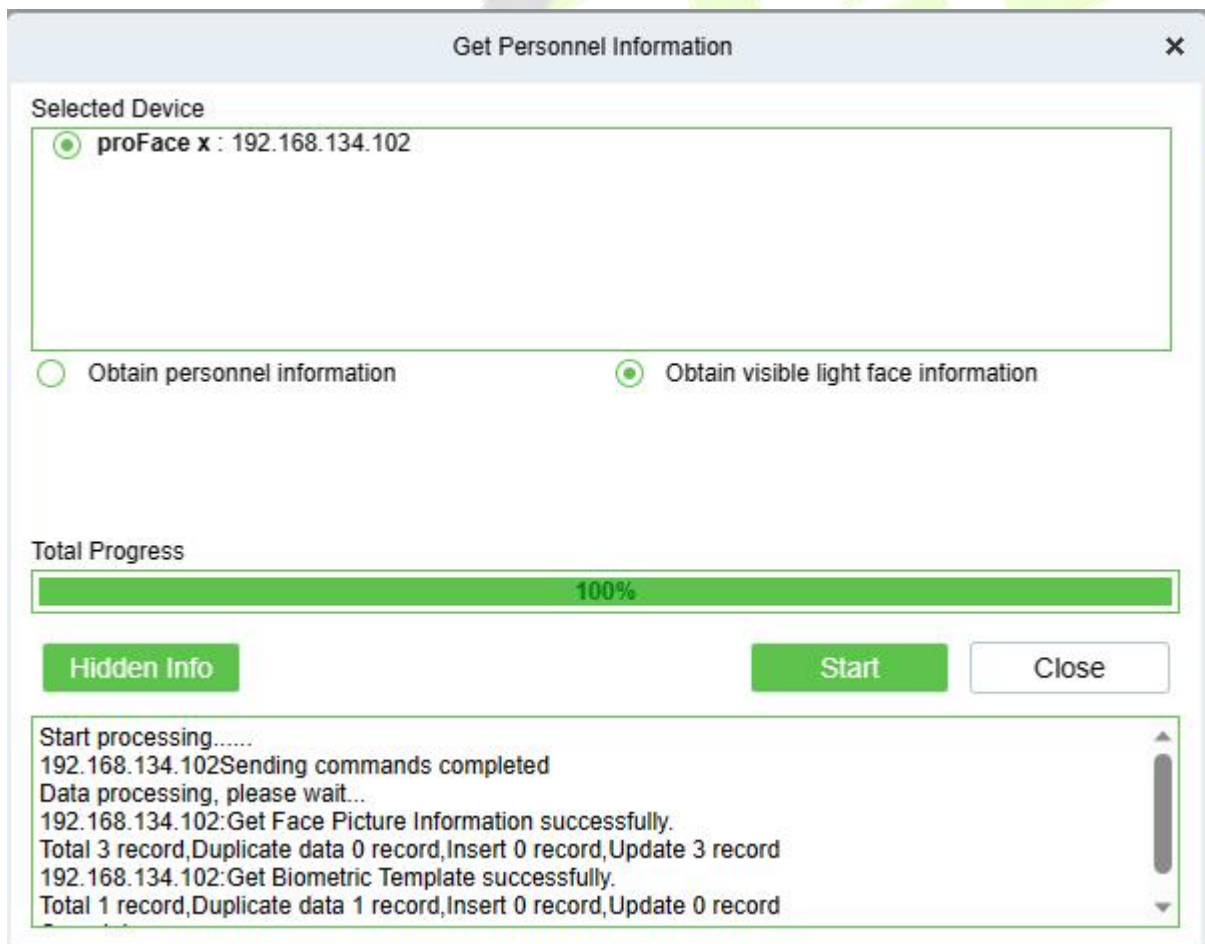 Get Personnel Information
Selected Device
proFace x : 192.168.134.102
Obtain personnel information
Obtain visible light face information
Total Progress
100%
Hidden Info
Start
Close
Start processing......
192.168.134.102Sending commands completed
Data processing, please wait...
192.168.134.102:Get Face Picture Information successfully.
Total 3 record,Duplicate data 0 record,Insert 0 record,Update 3 record
192.168.134.102:Get Biometric Template successfully.
Total 1 record,Duplicate data 1 record,Insert 0 record,Update 0 record